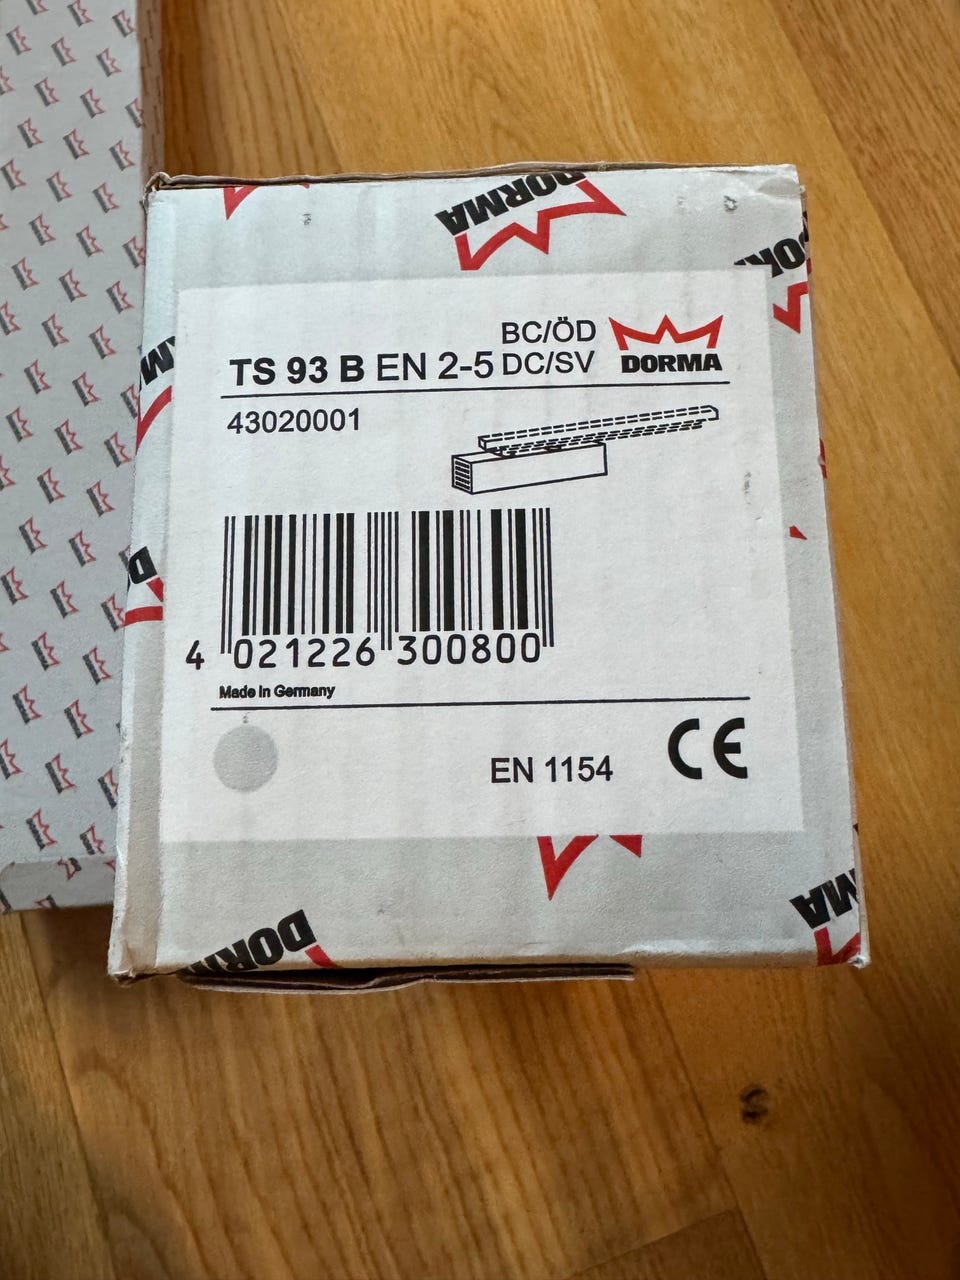 DORMA
BC/ÖD
TS 93 B EN 2-5 DC/SV
DORMA
43020001
4 021226 300800
Made in Germany
EN 1154
CE
DORMA